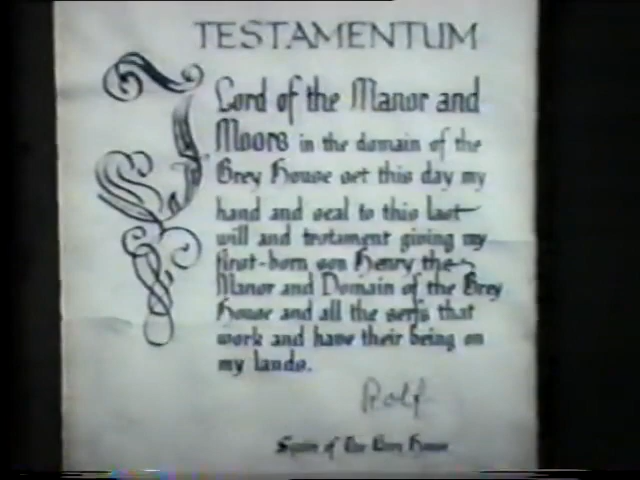 TESTAMENTUM
I Lord of the Manor and
Moors in the domain of the
Grey House set this day my
hand and seal to this last
will and testament giving my
first-born son Henry the
Manor and Domain of the Grey
House and all the serfs that
work and have their being on
my lands.
Rolf
Squire of The Grey House